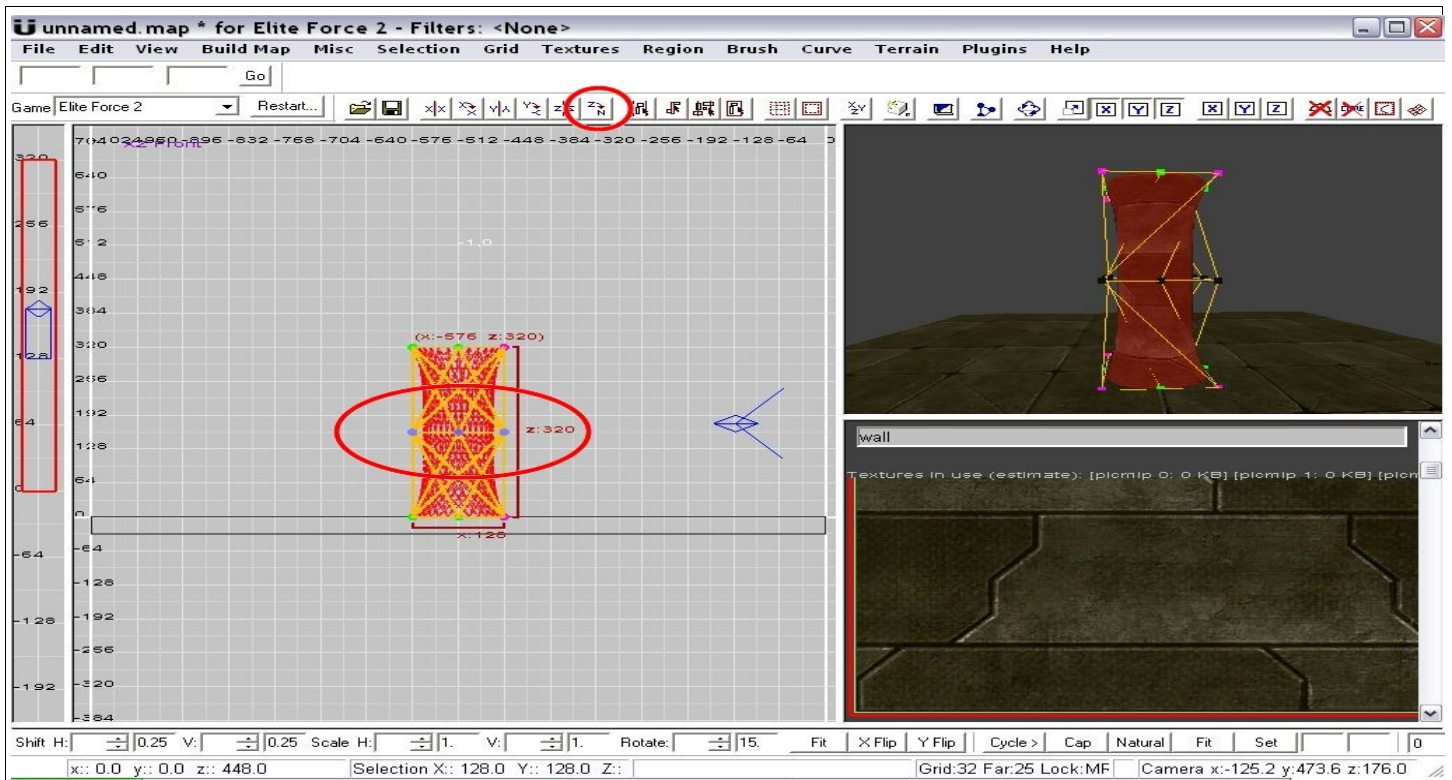 unnamed.map * for Elite Force 2 - Filters: <None>
File Edit View Build Map Misc Selection Grid Textures Region Brush Curve Terrain Plugins Help
Go
Game Elite Force 2 Restart...
-896 -832 -768 -704 -640 -576 -512 -448 -384 -320 -256 -192 -128 -64
XZ Front
320
256
192
128
64
0
-64
-128
-192
640
576
512
448
384
320
256
192
128
64
0
-64
-128
-192
-256
-320
-384
-1,0
(x:-576 z:320)
z:320
x:128
wall
Textures in use (estimate): [picmip 0: 0 KB] [picmip 1: 0 KB] [picm
Shift H: 0.25 V: 0.25 Scale H: 1. V: 1. Rotate: 15. Fit X Flip Y Flip Cycle > Cap Natural Fit Set 0
x:: 0.0 y:: 0.0 z:: 448.0 Selection X:: 128.0 Y:: 128.0 Z:: Grid:32 Far:25 Lock:MR Camera x:-125.2 y:473.6 z:176.0